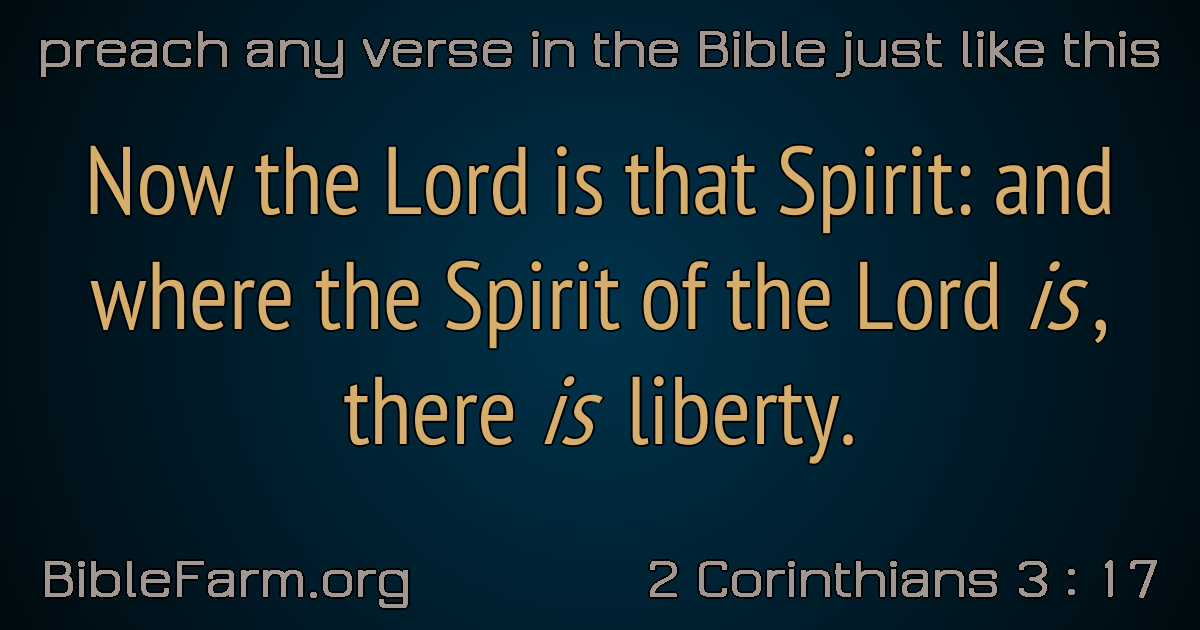 preach any verse in the Bible just like this
Now the Lord is that Spirit: and
where the Spirit of the Lord is,
there is liberty.
BibleFarm.org
2 Corinthians 3 : 17